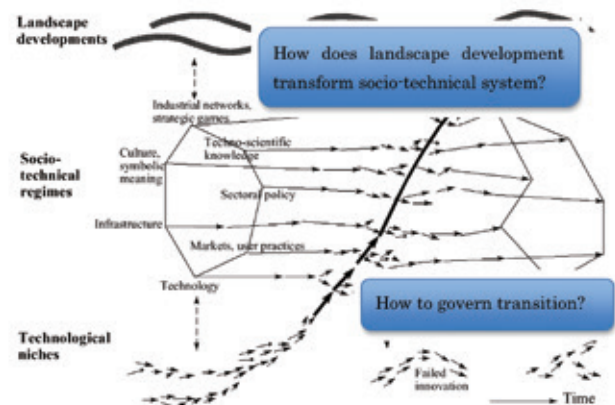 Landscape
developments
How does landscape development
transform socio-technical system?
Industrial networks,
strategic games
Techno-scientific
knowledge
Culture,
symbolic
meaning
Socio-
technical
regimes
Sectoral policy
Infrastructure
Markets, user practices
Technology
How to govern transition?
Technological
niches
Failed
innovation
Time